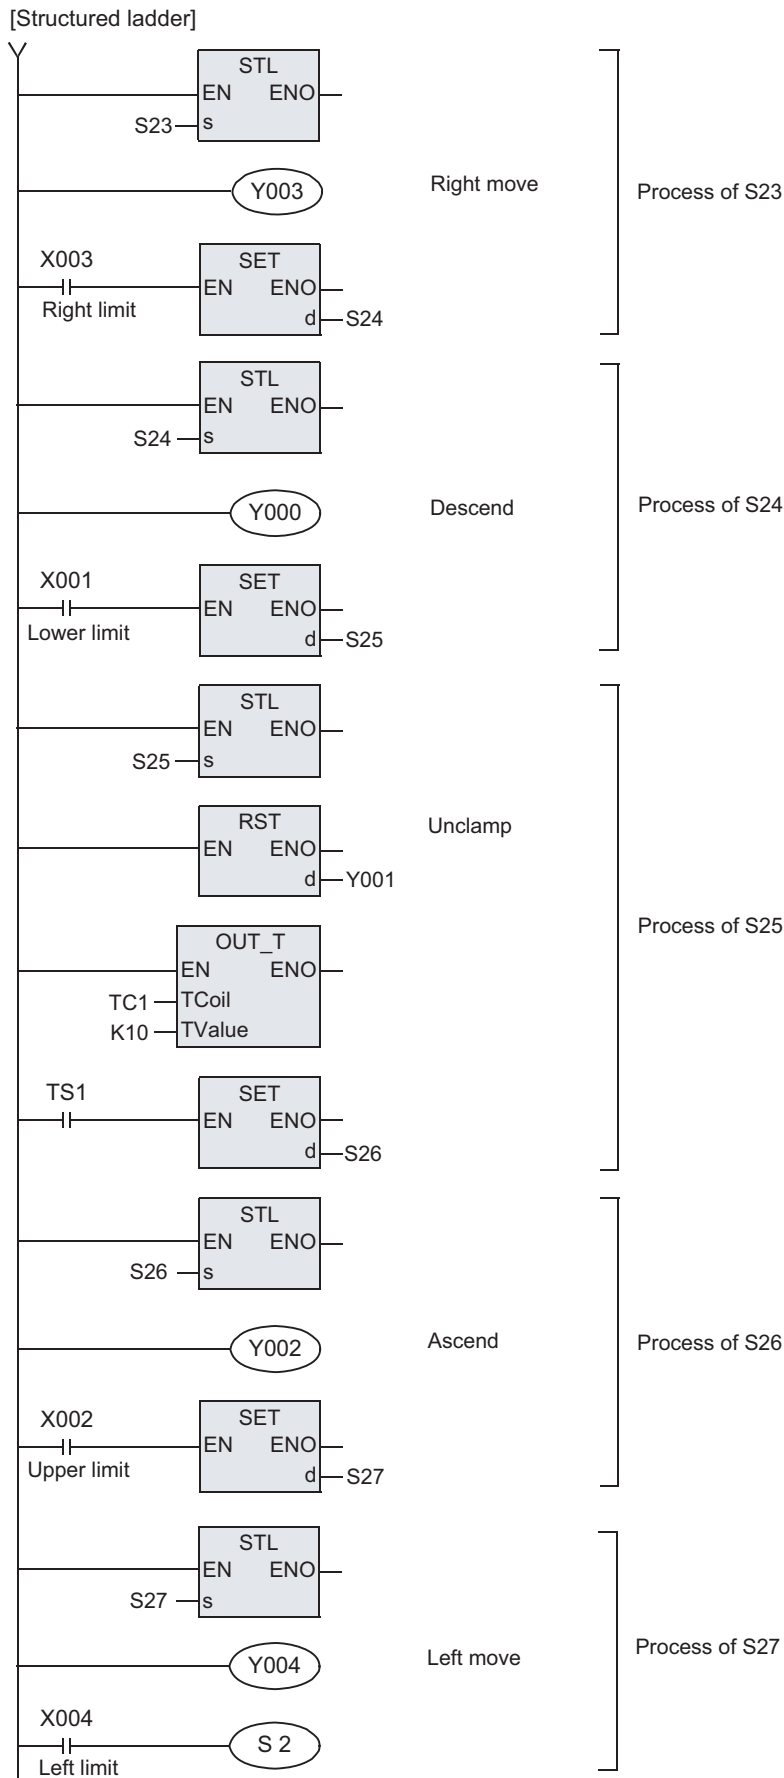 [Structured ladder]
STL
EN ENO
S23 s
Y003 Right move Process of S23
X003 SET
EN ENO
Right limit
d S24
STL
EN ENO
S24 s
Y000 Descend Process of S24
X001 SET
EN ENO
Lower limit
d S25
STL
EN ENO
S25 s
RST Unclamp
EN ENO
d Y001
Process of S25
OUT_T
EN ENO
TC1 TCoil
K10 TValue
TS1 SET
EN ENO
d S26
STL
EN ENO
S26 s
Y002 Ascend Process of S26
X002 SET
EN ENO
Upper limit
d S27
STL
EN ENO
S27 s
Y004 Left move Process of S27
X004
S 2
Left limit